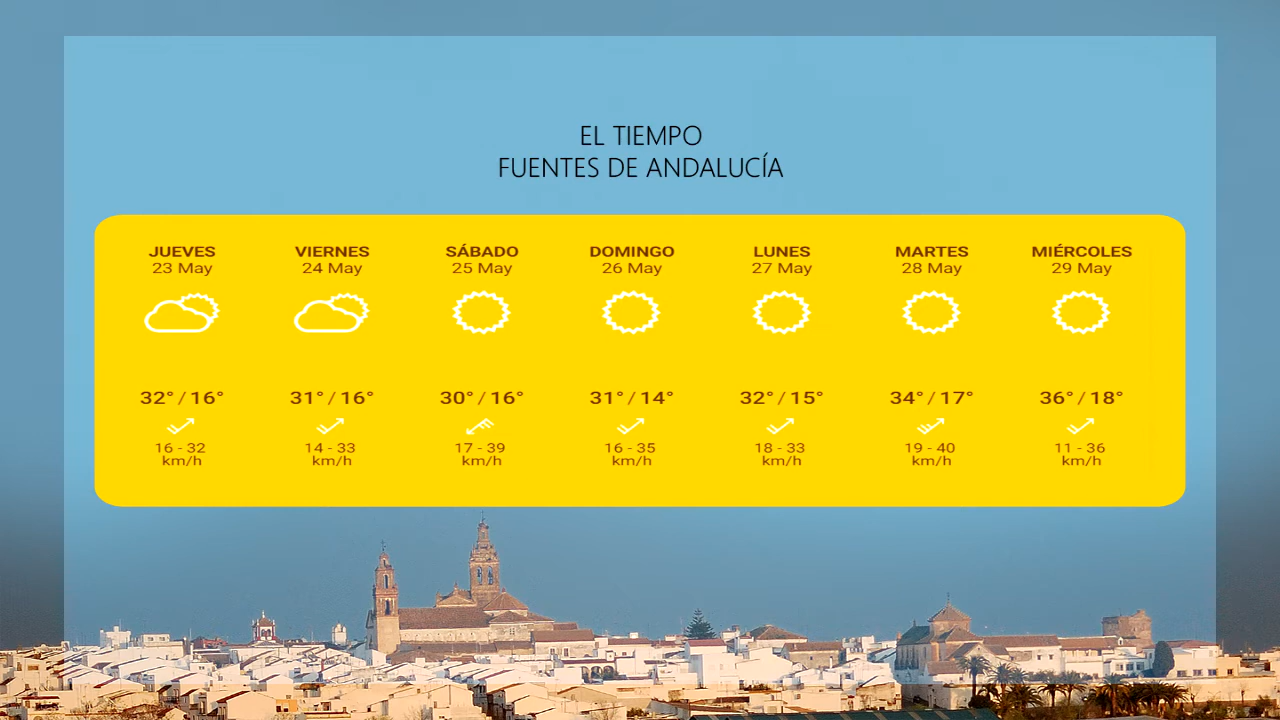 EL TIEMPO
FUENTES DE ANDALUCÍA
JUEVES
23 May
32° / 16°
16 - 32
km/h
VIERNES
24 May
31° / 16°
14 - 33
km/h
SÁBADO
25 May
30° / 16°
17 - 39
km/h
DOMINGO
26 May
31° / 14°
16 - 35
km/h
LUNES
27 May
32° / 15°
18 - 33
km/h
MARTES
28 May
34° / 17°
19 - 40
km/h
MIÉRCOLES
29 May
36° / 18°
11 - 36
km/h